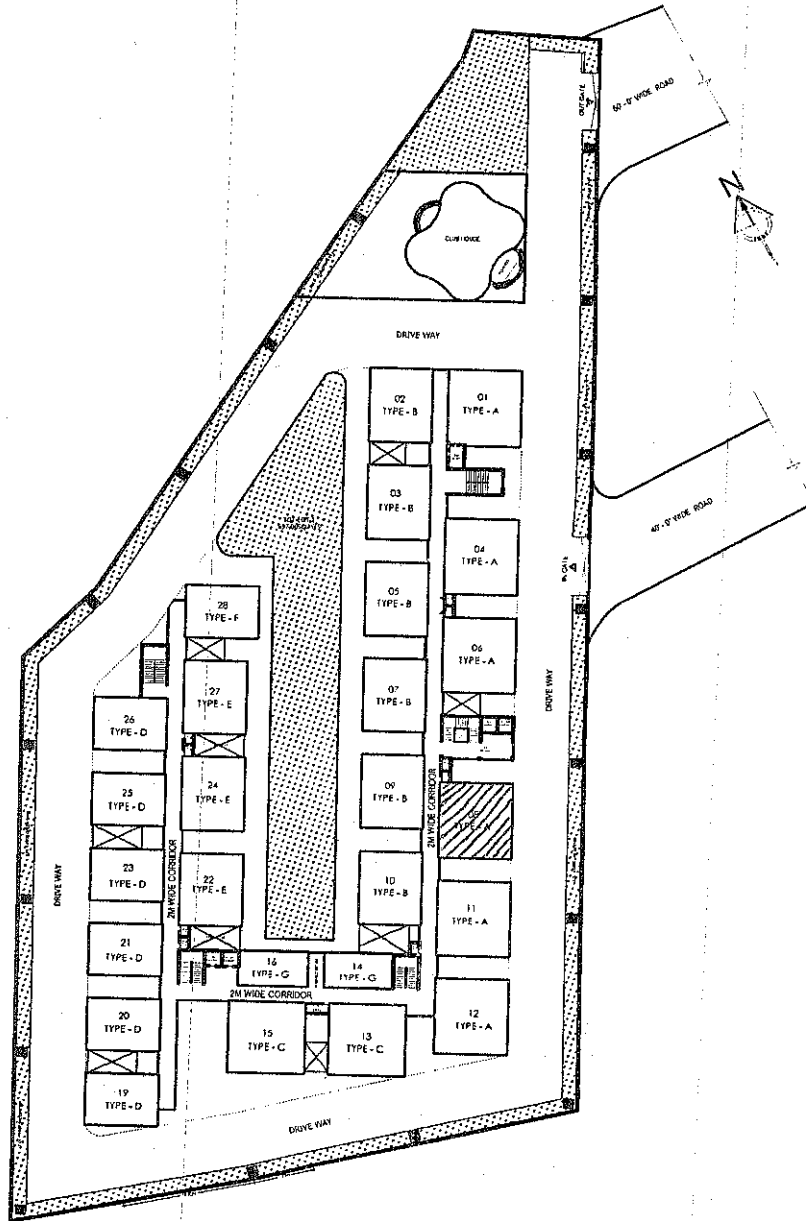 60'-0" WIDE ROAD
OUT GATE
N
CLUB HOUSE
DRIVE WAY
02
TYPE - B
01
TYPE - A
03
TYPE - B
04
TYPE - A
40'-0" WIDE ROAD
IN GATE
05
TYPE - B
06
TYPE - A
28
TYPE - F
27
TYPE - E
07
TYPE - B
DRIVE WAY
26
TYPE - D
25
TYPE - D
24
TYPE - E
09
TYPE - B
2M WIDE CORRIDOR
TYPE - A
23
TYPE - D
DRIVE WAY
2M WIDE CORRIDOR
22
TYPE - E
10
TYPE - B
11
TYPE - A
21
TYPE - D
16
TYPE - G
14
TYPE - G
2M WIDE CORRIDOR
20
TYPE - D
15
TYPE - C
13
TYPE - C
12
TYPE - A
19
TYPE - D
DRIVE WAY